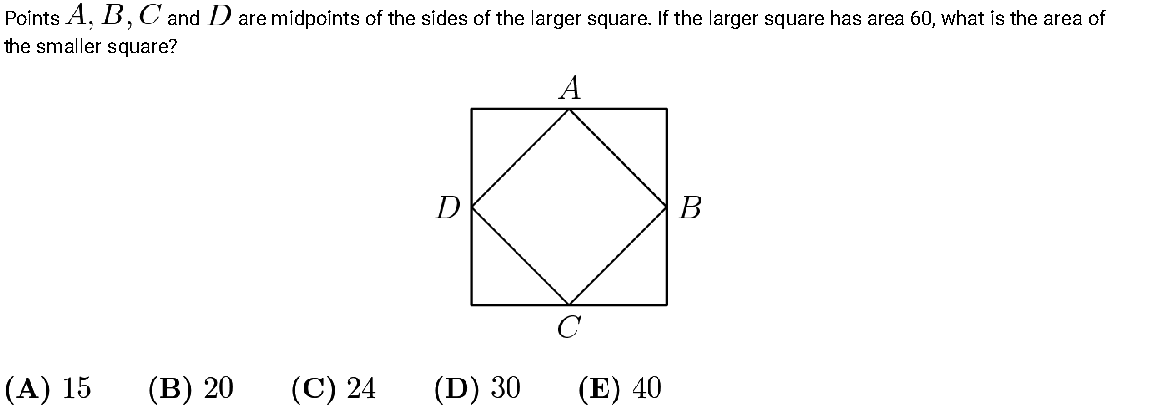 Points A, B, C and D are midpoints of the sides of the larger square. If the larger square has area 60, what is the area of
the smaller square?
A
D B
C
(A) 15 (B) 20 (C) 24 (D) 30 (E) 40